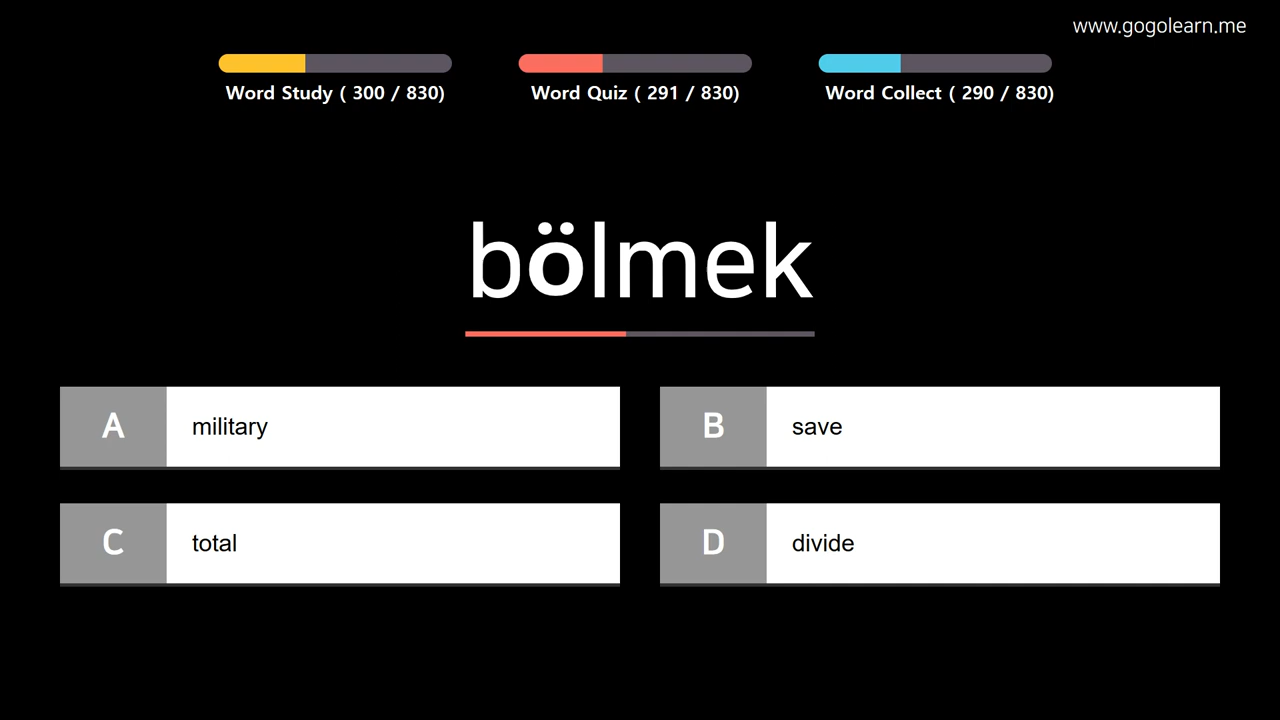 www.gogolearn.me
Word Study ( 300 / 830)
Word Quiz ( 291 / 830)
Word Collect ( 290 / 830)
bölmek
A military
B save
C total
D divide